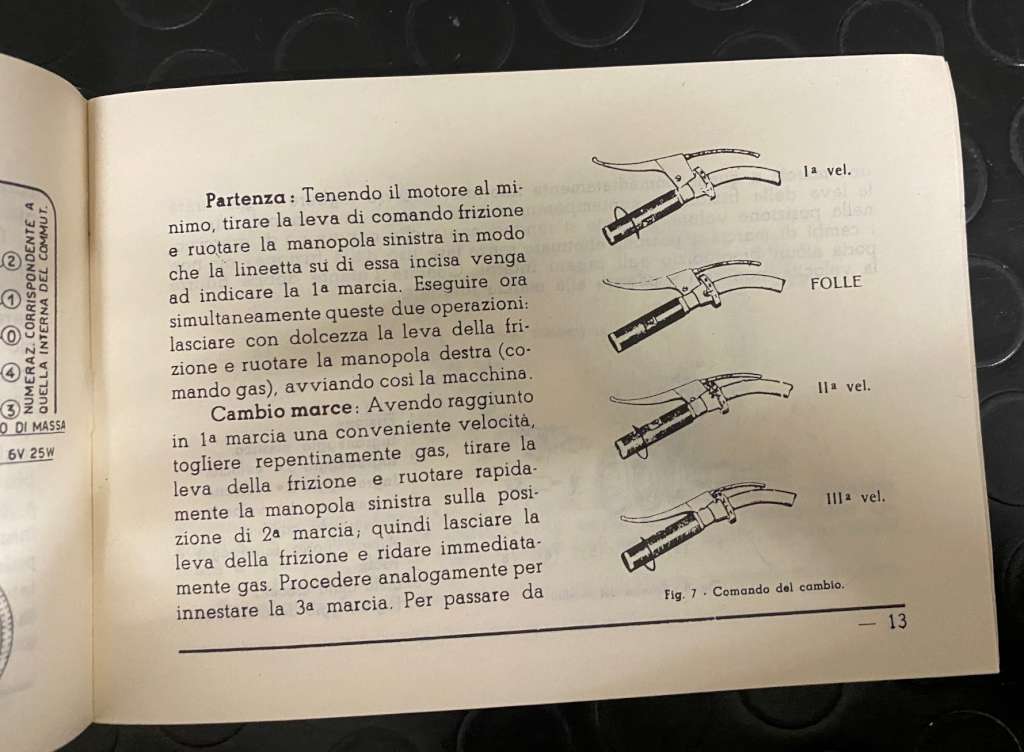 2
1
0
4
3
NUMERAZ. CORRISPONDENTE A
QUELLA INTERNA DEL COMMUT.
O DI MASSA
6V 25W
Partenza: Tenendo il motore al mi-
nimo, tirare la leva di comando frizione
e ruotare la manopola sinistra in modo
che la lineetta su di essa incisa venga
ad indicare la 1ª marcia. Eseguire ora
simultaneamente queste due operazioni:
lasciare con dolcezza la leva della fri-
zione e ruotare la manopola destra (co-
mando gas), avviando così la macchina.
Cambio marce: Avendo raggiunto
in 1ª marcia una conveniente velocità,
togliere repentinamente gas, tirare la
leva della frizione e ruotare rapida-
mente la manopola sinistra sulla posi-
zione di 2ª marcia; quindi lasciare la
leva della frizione e ridare immediata-
mente gas. Procedere analogamente per
innestare la 3ª marcia. Per passare da
Iª vel.
FOLLE
IIª vel.
IIIª vel.
Fig. 7 - Comando del cambio.
— 13